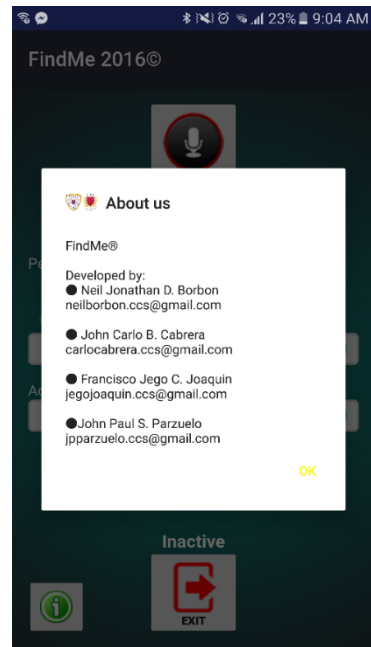 23% 9:04 AM
FindMe 2016©
About us
FindMe®
Pe
Developed by:
● Neil Jonathan D. Borbon
neilborbon.ccs@gmail.com
● John Carlo B. Cabrera
carlocabrera.ccs@gmail.com
● Francisco Jego C. Joaquin
Ac
jegojoaquin.ccs@gmail.com
●John Paul S. Parzuelo
jpparzuelo.ccs@gmail.com
OK
Inactive
EXIT